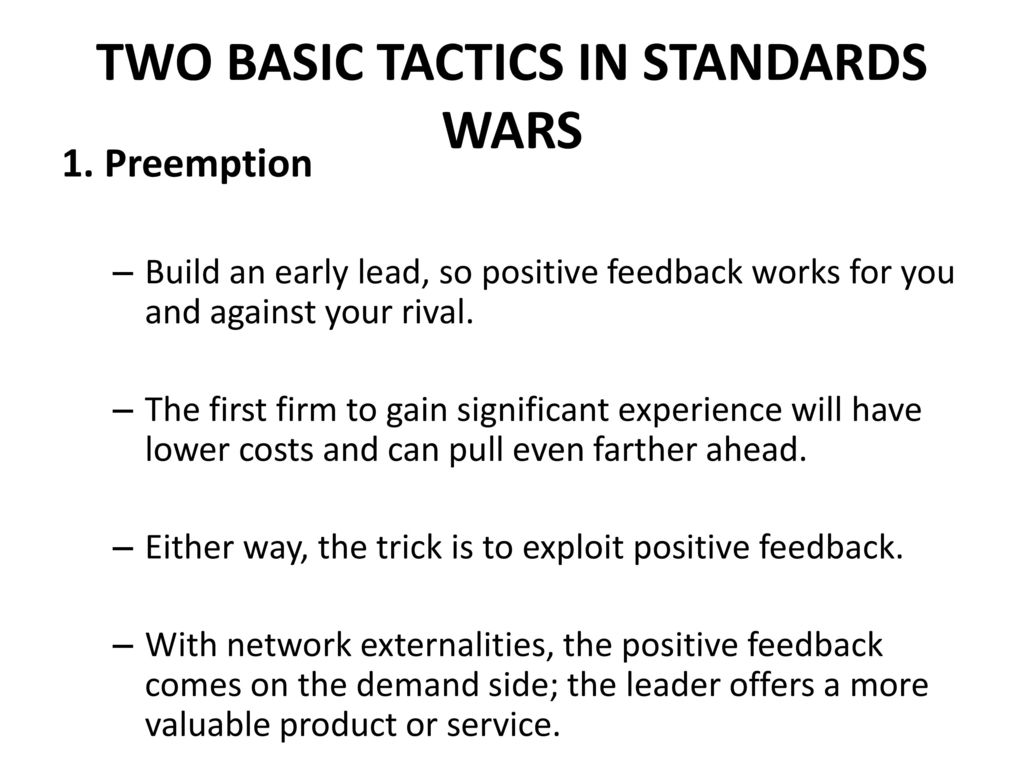 TWO BASIC TACTICS IN STANDARDS
WARS
1. Preemption
– Build an early lead, so positive feedback works for you
and against your rival.
– The first firm to gain significant experience will have
lower costs and can pull even farther ahead.
– Either way, the trick is to exploit positive feedback.
– With network externalities, the positive feedback
comes on the demand side; the leader offers a more
valuable product or service.